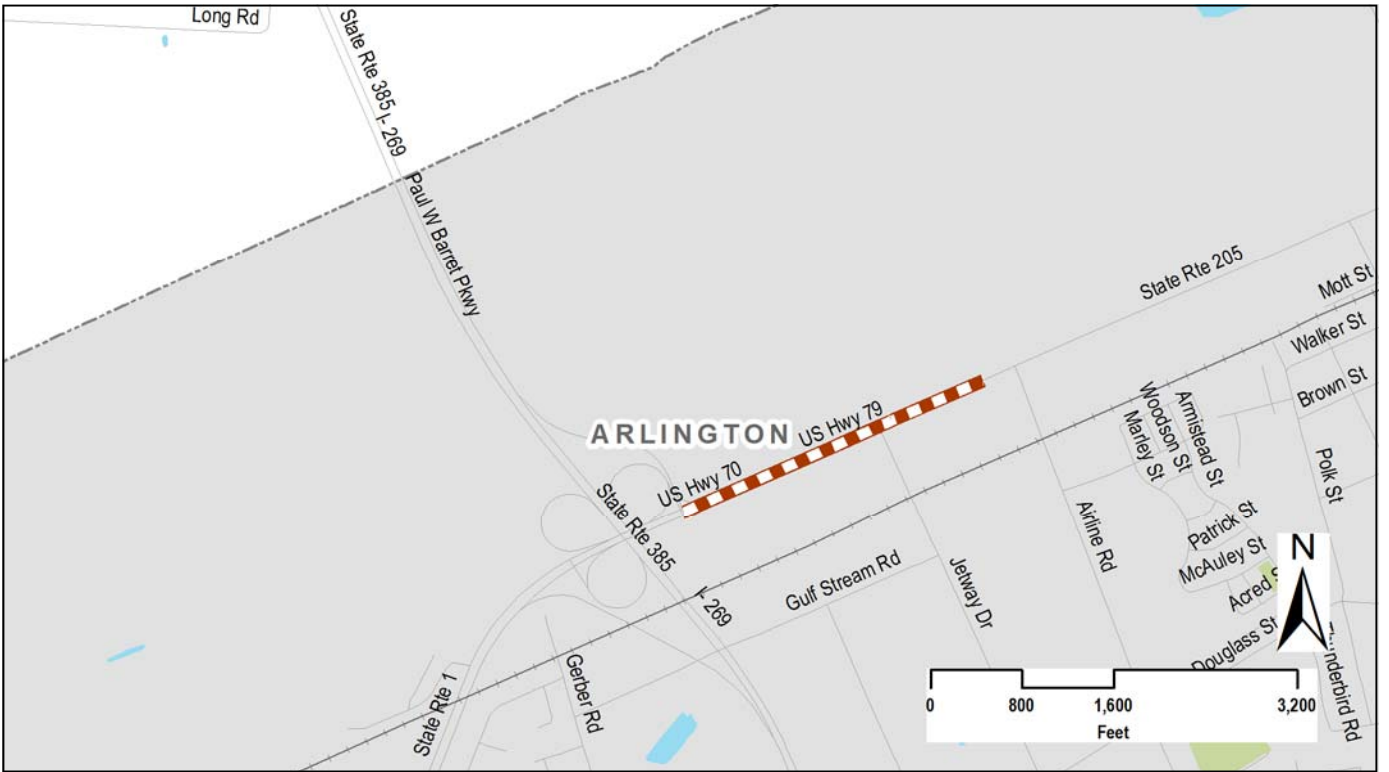 Long Rd
State Rte 385
I- 269
Paul W Barret Pkwy
State Rte 205
Mott St
Walker St
Brown St
ARLINGTON
US Hwy 79
US Hwy 70
Woodson St
Armistead St
Marley St
Polk St
State Rte 385
I- 269
Airline Rd
Patrick St
McAuley St
Acred S
N
Gulf Stream Rd
Jetway Dr
Douglass St
Gerber Rd
State Rte 1
0 800 1,600 3,200
Feet